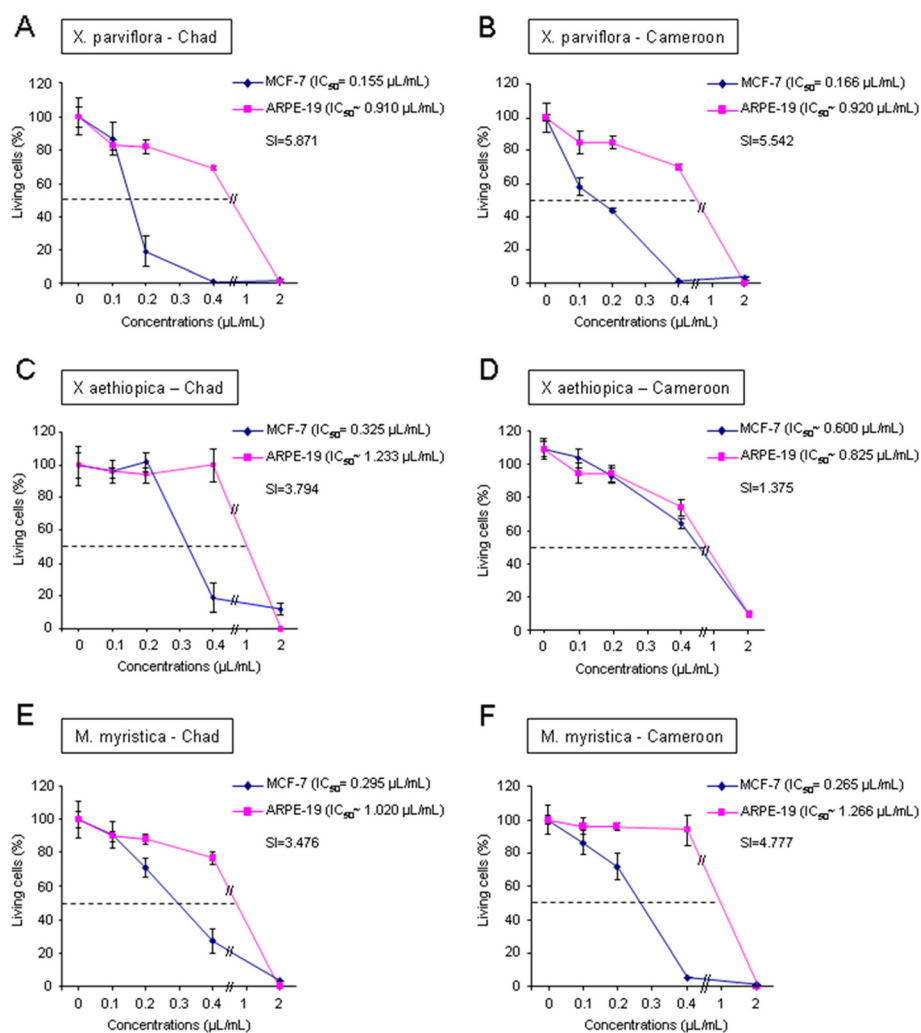 A
X. parviflora - Chad
MCF-7 (IC50= 0.155 µL/mL)
ARPE-19 (IC50~ 0.910 µL/mL)
SI=5.871
Living cells (%)
120
100
80
60
40
20
0
0 0.1 0.2 0.3 0.4 // 1 2
Concentrations (µL/mL)
B
X. parviflora - Cameroon
MCF-7 (IC50= 0.166 µL/mL)
ARPE-19 (IC50~ 0.920 µL/mL)
SI=5.542
Living cells (%)
120
100
80
60
40
20
0
0 0.1 0.2 0.3 0.4 // 1 2
Concentrations (µL/mL)
C
X aethiopica – Chad
MCF-7 (IC50= 0.325 µL/mL)
ARPE-19 (IC50~ 1.233 µL/mL)
SI=3.794
Living cells (%)
120
100
80
60
40
20
0
0 0.1 0.2 0.3 0.4 // 1 2
Concentrations (µL/mL)
D
X aethiopica – Cameroon
MCF-7 (IC50~ 0.600 µL/mL)
ARPE-19 (IC50~ 0.825 µL/mL)
SI=1.375
Living cells (%)
120
100
80
60
40
20
0
0 0.1 0.2 0.3 0.4 // 1 2
Concentrations (µL/mL)
E
M. myristica - Chad
MCF-7 (IC50= 0.295 µL/mL)
ARPE-19 (IC50~ 1.020 µL/mL)
SI=3.476
Living cells (%)
120
100
80
60
40
20
0
0 0.1 0.2 0.3 0.4 // 1 2
Concentrations (µL/mL)
F
M. myristica - Cameroon
MCF-7 (IC50= 0.265 µL/mL)
ARPE-19 (IC50~ 1.266 µL/mL)
SI=4.777
Living cells (%)
120
100
80
60
40
20
0
0 0.1 0.2 0.3 0.4 // 1 2
Concentrations (µL/mL)